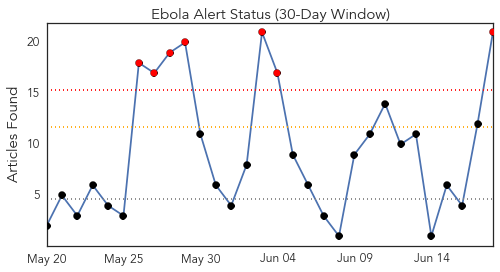 Ebola Alert Status (30-Day Window)
Articles Found
20
15
10
5
May 20 May 25 May 30 Jun 04 Jun 09 Jun 14